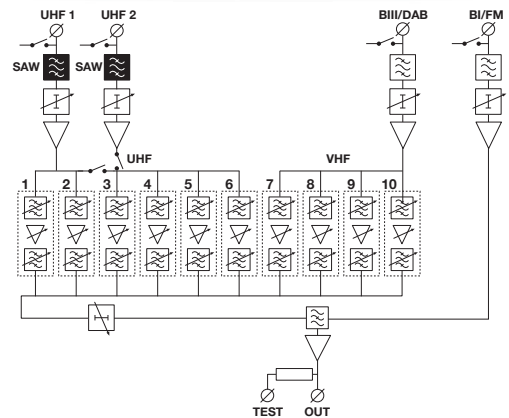 UHF 1 UHF 2 BIII/DAB BI/FM
SAW SAW
UHF VHF
1 2 3 4 5 6 7 8 9 10
TEST OUT